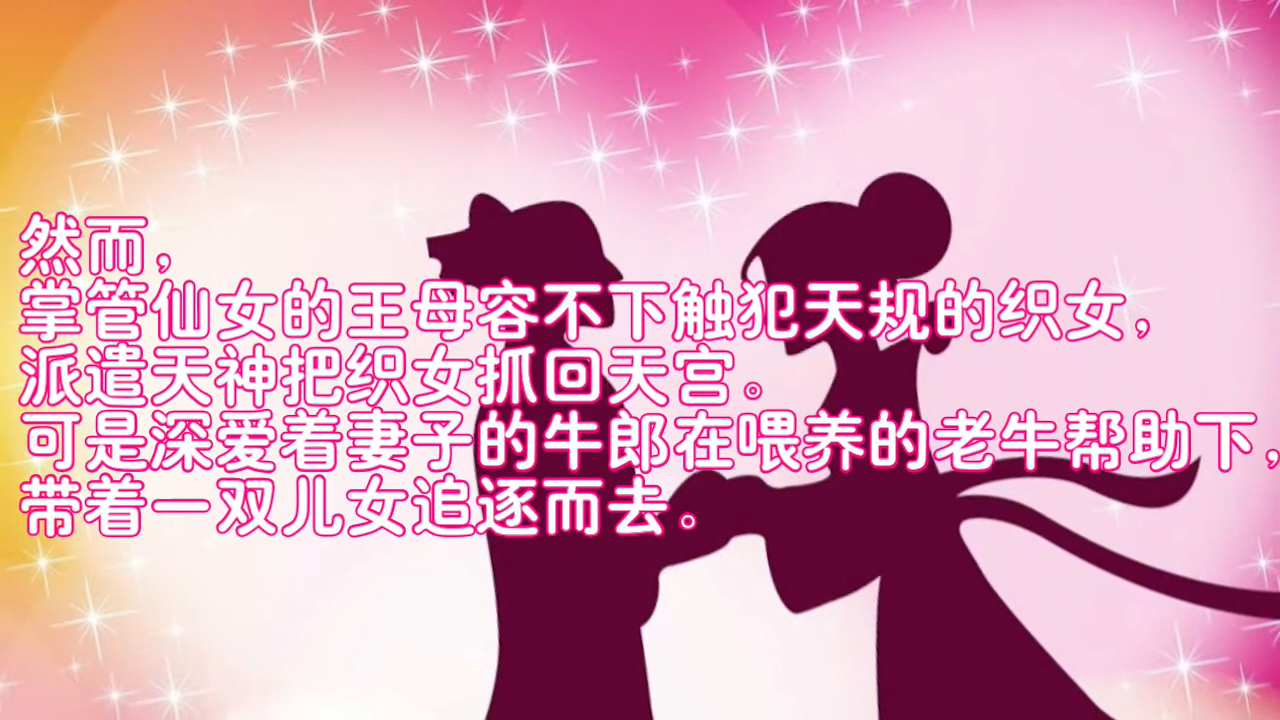 然而，
掌管仙女的王母容不下触犯天规的织女，
派遣天神把织女抓回天宫。
可是深爱着妻子的牛郎在喂养的老牛帮助下，
带着一双儿女追逐而去。